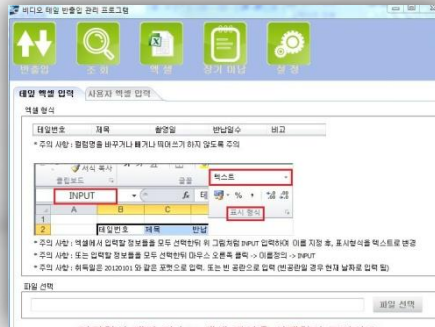 비디오 테일 반출입 관리 프로그램
반출입 조회 엑셀 장기 미납 설정
테일 엑셀 입력 사용자 엑셀 입력
엑셀 형식
테일번호 제목 촬영일 반납일수 비고
* 주의 사항 : 컬럼명을 바꾸거나 빼거나 띄어쓰기 하지 않도록 주의
서식 복사
클립보드 글꼴
텍스트
INPUT fx 테
% ,
표시 형식
A B C
1
2 테일번호 제목 반납
* 주의 사항 : 엑셀에서 입력할 정보들을 모두 선택한뒤 위 그림처럼 INPUT 입력하여 이름 지정 후, 표시형식을 텍스트로 변경
* 주의 사항 : 또는 입력할 정보들을 모두 선택한뒤 마우스 오른쪽 클릭 -> 이름정의 -> INPUT
* 주의 사항 : 취득일은 20120101 와 같은 포맷으로 입력, 또는 빈 공란으로 입력 (빈공란일 경우 현재 날짜로 입력 됨)
파일 선택
파일 선택